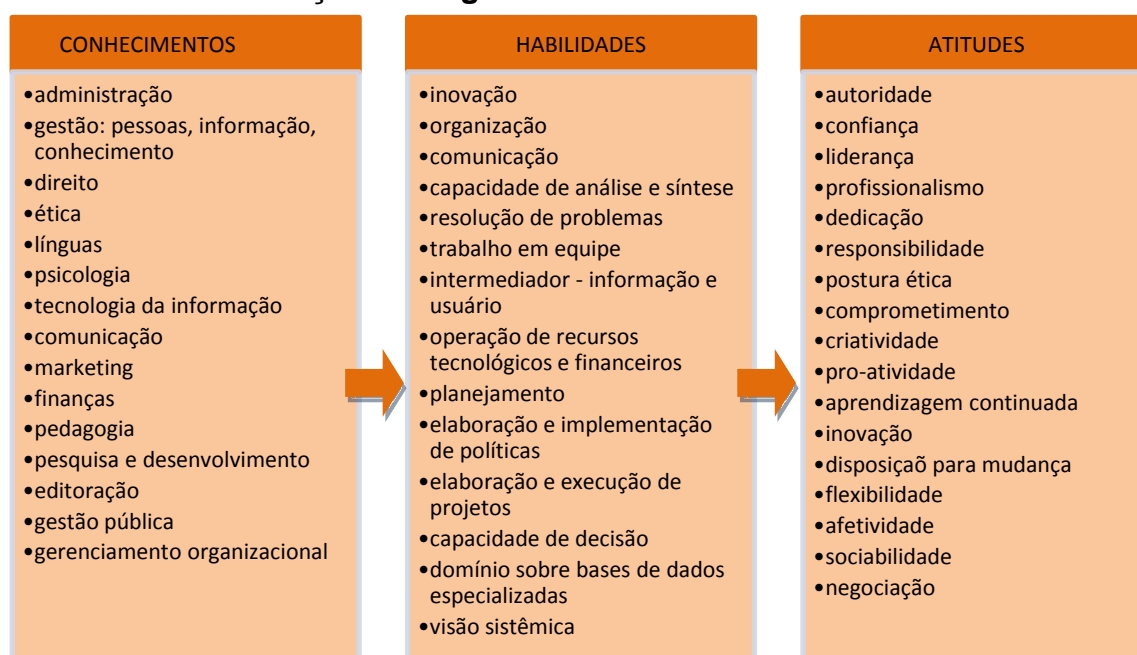 CONHECIMENTOS
•administração
•gestão: pessoas, informação,
conhecimento
•direito
•ética
•línguas
•psicologia
•tecnologia da informação
•comunicação
•marketing
•finanças
•pedagogia
•pesquisa e desenvolvimento
•editoração
•gestão pública
•gerenciamento organizacional
HABILIDADES
•inovação
•organização
•comunicação
•capacidade de análise e síntese
•resolução de problemas
•trabalho em equipe
•intermediador - informação e
usuário
•operação de recursos
tecnológicos e financeiros
•planejamento
•elaboração e implementação
de políticas
•elaboração e execução de
projetos
•capacidade de decisão
•domínio sobre bases de dados
especializadas
•visão sistêmica
ATITUDES
•autoridade
•confiança
•liderança
•profissionalismo
•dedicação
•responsibilidade
•postura ética
•comprometimento
•criatividade
•pro-atividade
•aprendizagem continuada
•inovação
•disposiçaõ para mudança
•flexibilidade
•afetividade
•sociabilidade
•negociação